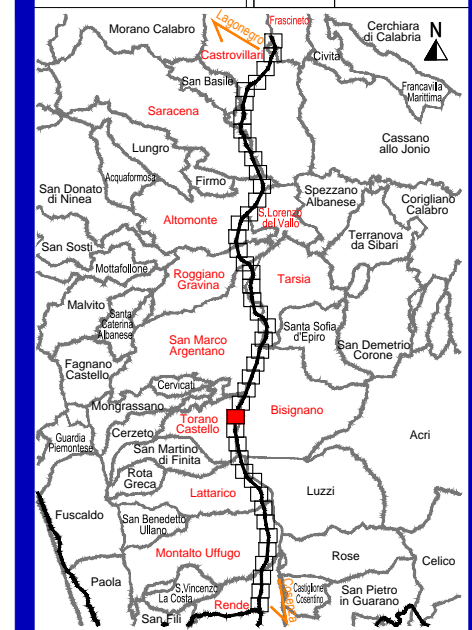 Lagonegro
Frascineto
Morano Calabro
Cerchiara
di Calabria
N
Castrovillari
Civita
San Basile
Francavilla
Marittima
Saracena
Cassano
allo Jonio
Lungro
Acquaformosa
Firmo
San Donato
di Ninea
Spezzano
Albanese
Corigliano
Calabro
Altomonte
S.Lorenzo
del Vallo
Terranova
da Sibari
San Sosti
Mottafollone
Roggiano
Gravina
Tarsia
Malvito
Santa
Caterina
Albanese
Santa Sofia
d'Epiro
San Marco
Argentano
San Demetrio
Corone
Fagnano
Castello
Cervicati
Mongrassano
Bisignano
Torano
Castello
Cerzeto
Guardia
Piemontese
Acri
San Martino
di Finita
Rota
Greca
Lattarico
Luzzi
Fuscaldo
San Benedetto
Ullano
Montalto Uffugo
Rose
Celico
Paola
S.Vincenzo
La Costa
Castiglione
Cosentino
San Pietro
in Guarano
Rende
San Fili
Cosenza